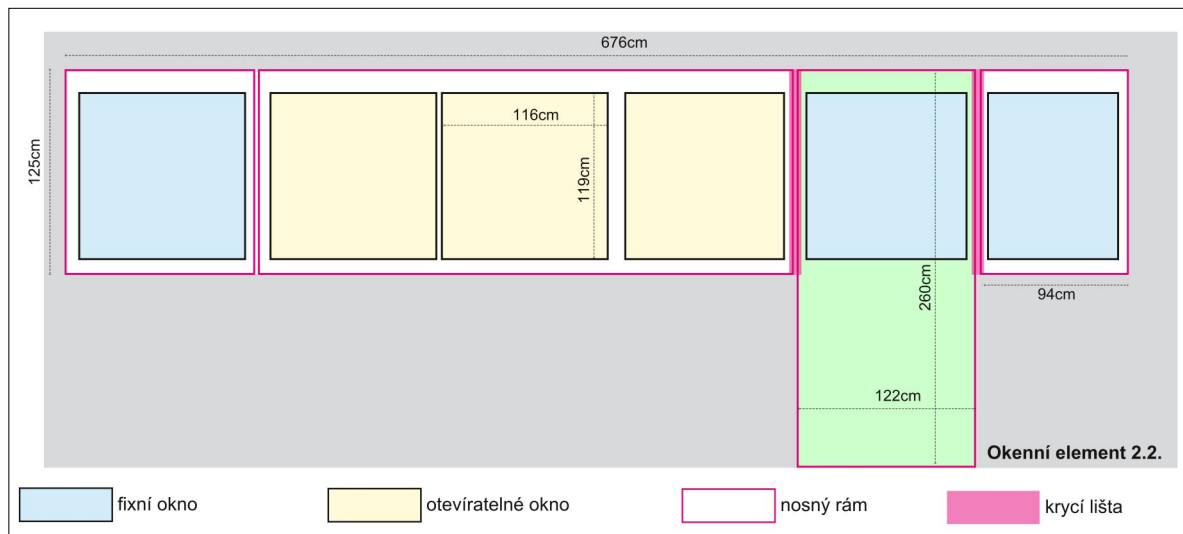 676cm
125cm
116cm
119cm
260cm
94cm
122cm
Okenní element 2.2.
fixní okno
otevíratelné okno
nosný rám
krycí lišta